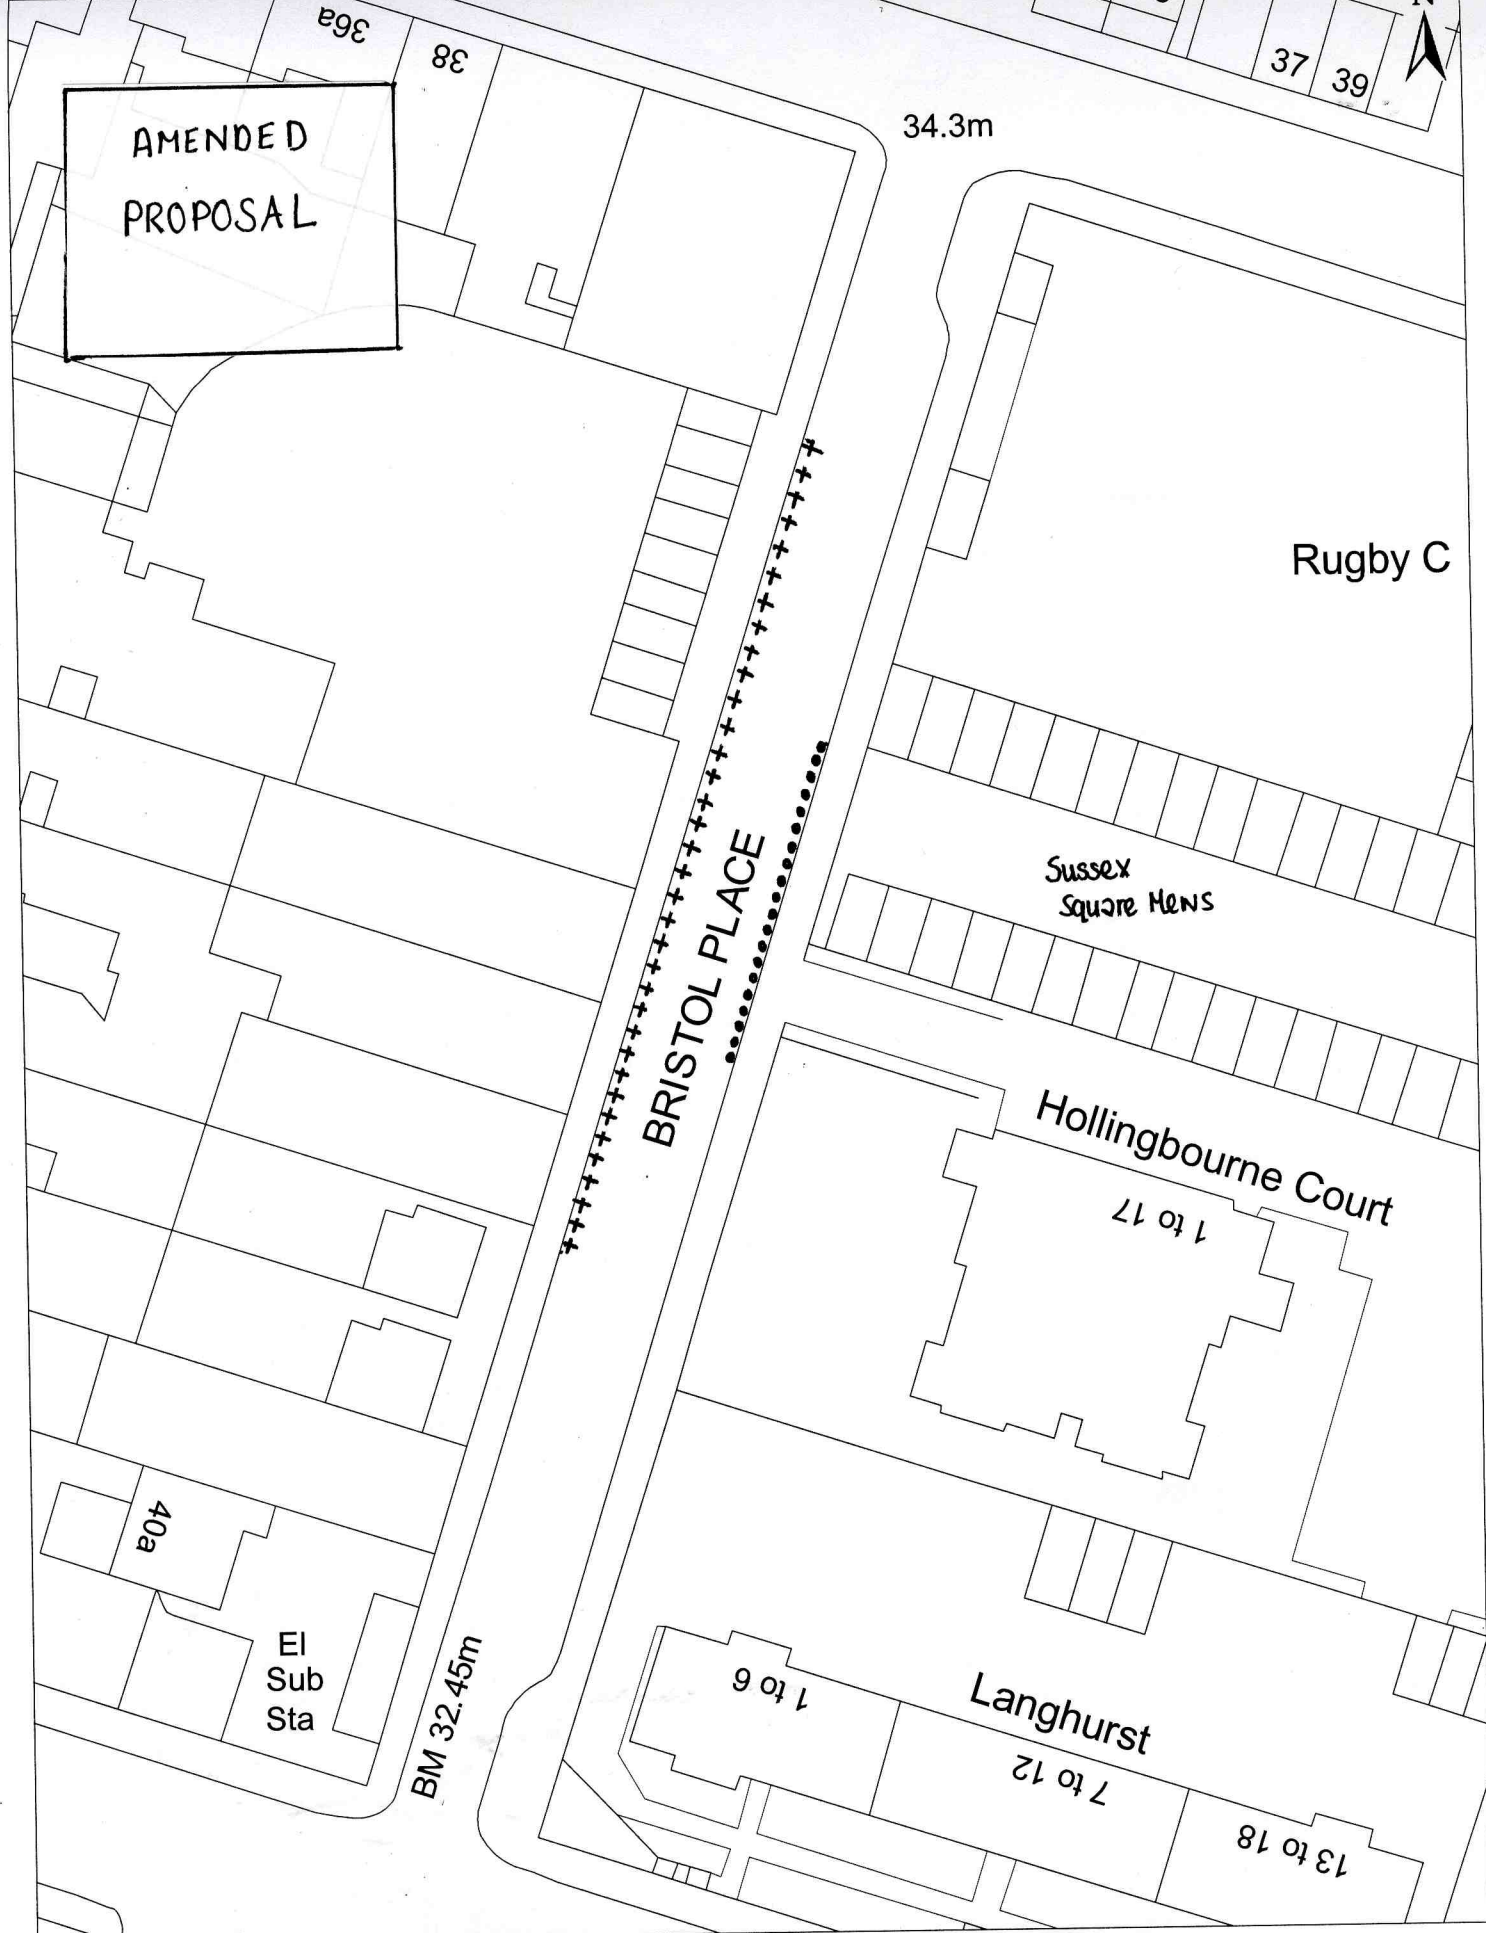 N
36a
38
37
39
34.3m
AMENDED
PROPOSAL
Rugby C
Sussex
Square Mews
BRISTOL PLACE
Hollingbourne Court
1 to 17
40a
El
Sub
Sta
BM 32.45m
1 to 6
Langhurst
7 to 12
13 to 18